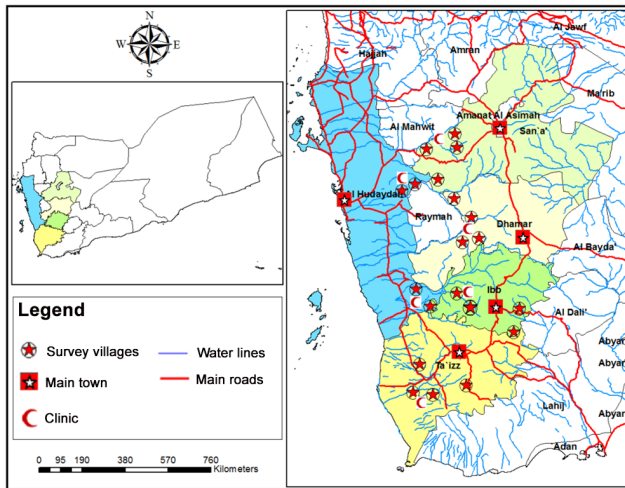 N
W E
S
Legend
Survey villages
Water lines
Main town
Main roads
Clinic
0 95 190 380 570 760
Kilometers
Al Jawf
Hajjah
Amran
Ma'rib
Amanat Al Asimah
San'a'
Al Mahwit
Al Hudaydah
Raymah
Dhamar
Al Bayda'
Ibb
Al Dali'
Abyan
Abyan
Ta'izz
Lahij
Abyan
Adan